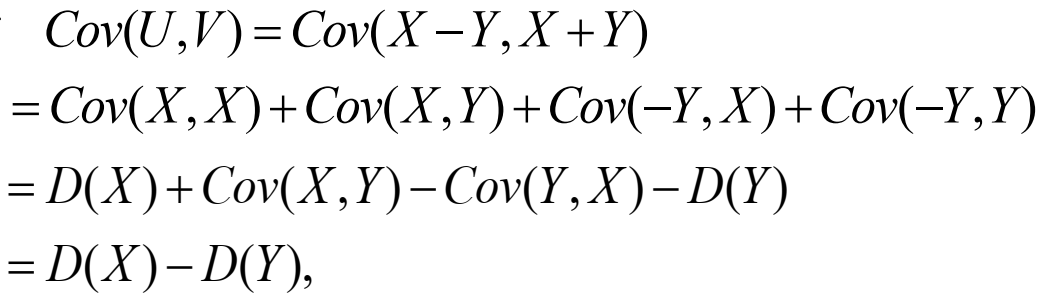 Cov(U,V) = Cov(X − Y, X + Y)
= Cov(X, X) + Cov(X,Y) + Cov(−Y, X) + Cov(−Y,Y)
= D(X) + Cov(X,Y) − Cov(Y, X) − D(Y)
= D(X) − D(Y),